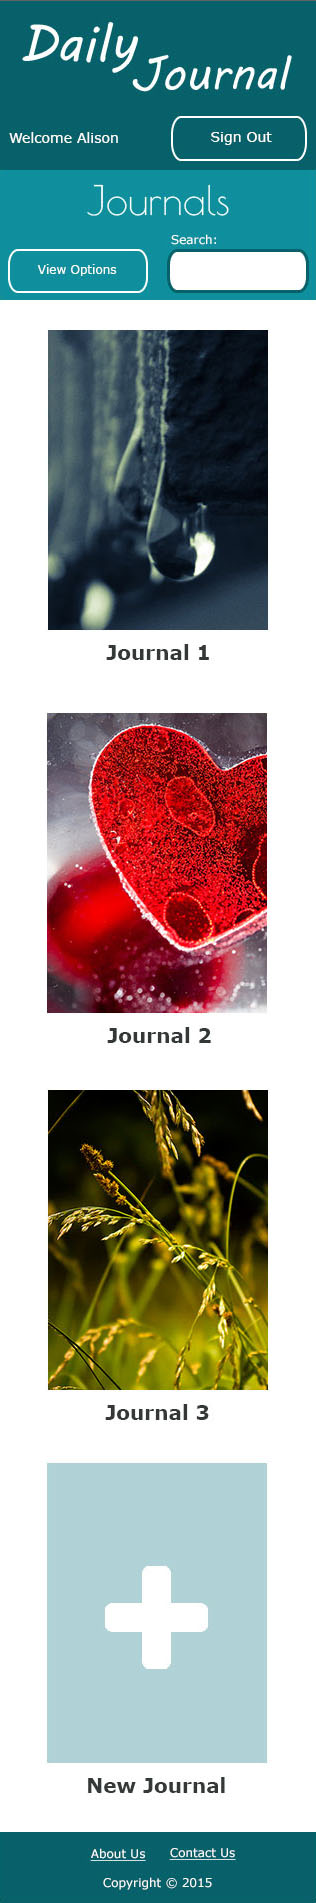 Daily
Journal
Welcome Alison
Sign Out
Journals
Search:
View Options
Journal 1
Journal 2
Journal 3
New Journal
About Us Contact Us
Copyright © 2015